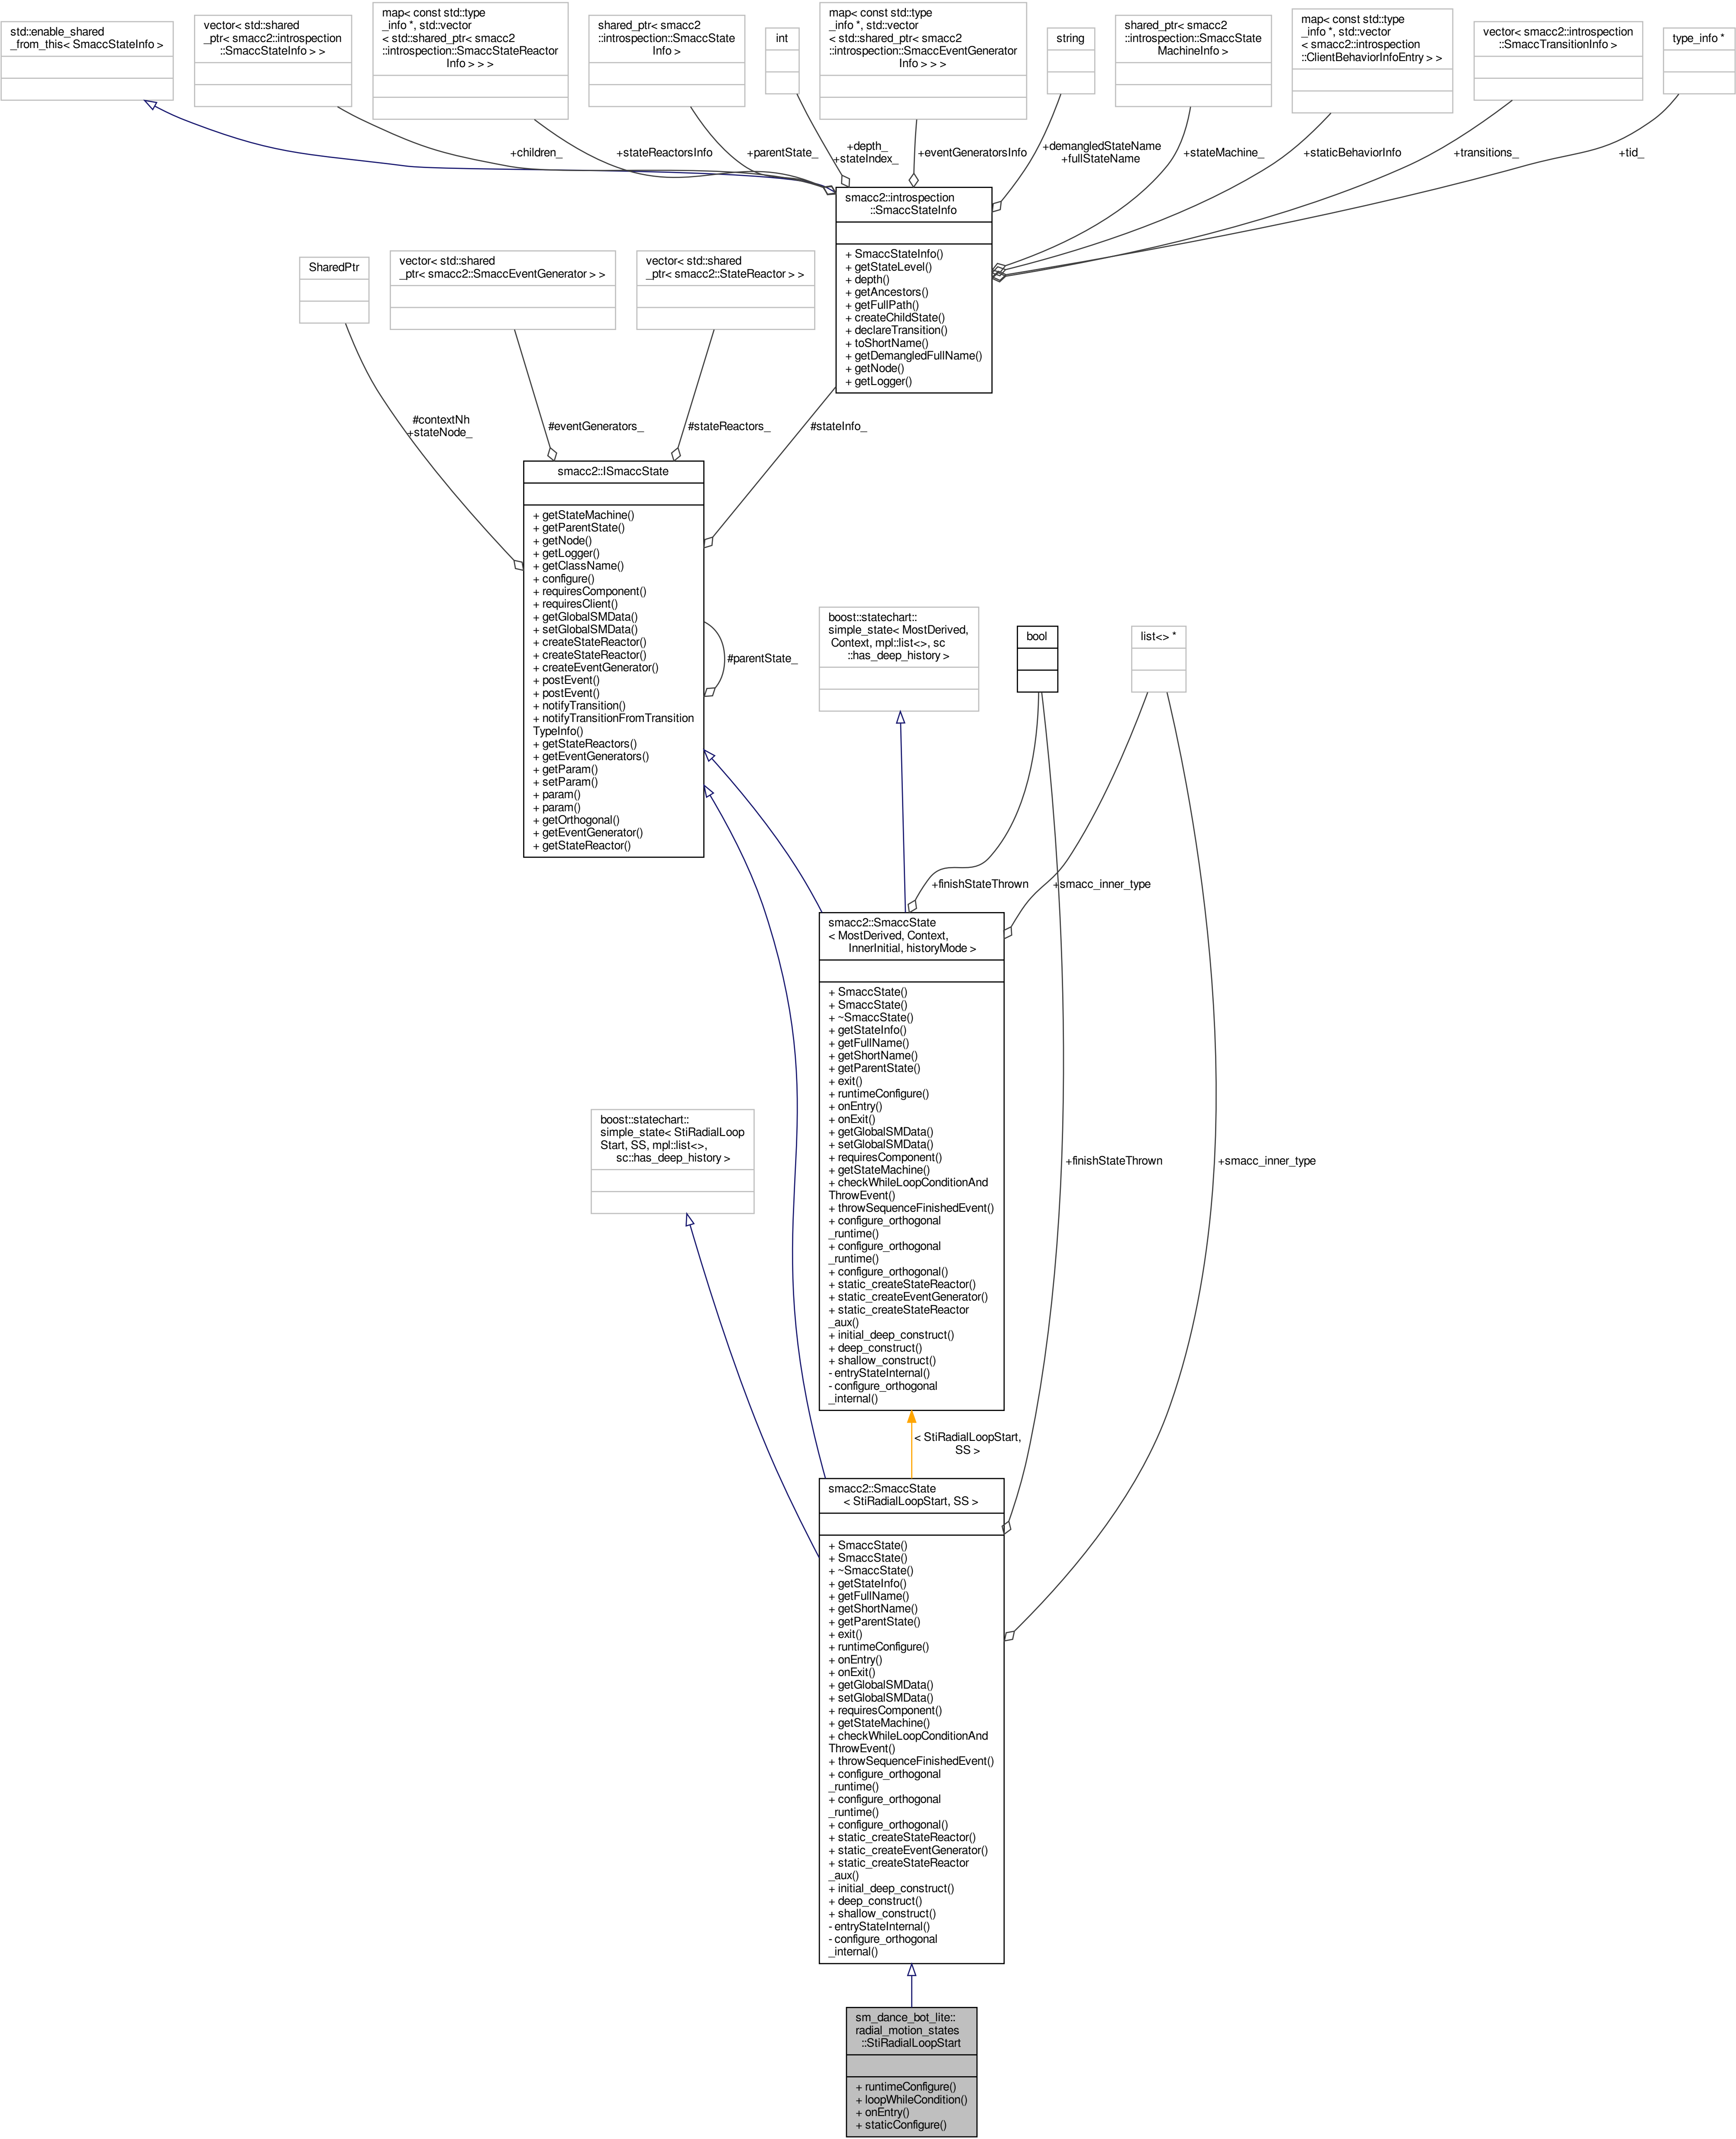 std::enable_shared
_from_this< SmaccStateInfo >
vector< std::shared
_ptr< smacc2::introspection
::SmaccStateInfo > >
map< const std::type
_info *, std::vector
< std::shared_ptr< smacc2
::introspection::SmaccStateReactor
Info > > >
shared_ptr< smacc2
::introspection::SmaccState
Info >
int
map< const std::type
_info *, std::vector
< std::shared_ptr< smacc2
::introspection::SmaccEventGenerator
Info > > >
string
shared_ptr< smacc2
::introspection::SmaccState
MachineInfo >
map< const std::type
_info *, std::vector
< smacc2::introspection
::ClientBehaviorInfoEntry > >
vector< smacc2::introspection
::SmaccTransitionInfo >
type_info *
+children_
+stateReactorsInfo
+parentState_
+depth_
+stateIndex_
+eventGeneratorsInfo
+demangledStateName
+fullStateName
+stateMachine_
+staticBehaviorInfo
+transitions_
+tid_
smacc2::introspection
::SmaccStateInfo
+ SmaccStateInfo()
+ getStateLevel()
+ depth()
+ getAncestors()
+ getFullPath()
+ createChildState()
+ declareTransition()
+ toShortName()
+ getDemangledFullName()
+ getNode()
+ getLogger()
SharedPtr
vector< std::shared
_ptr< smacc2::SmaccEventGenerator > >
vector< std::shared
_ptr< smacc2::StateReactor > >
#contextNh
+stateNode_
#eventGenerators_
#stateReactors_
#stateInfo_
smacc2::ISmaccState
+ getStateMachine()
+ getParentState()
+ getNode()
+ getLogger()
+ getClassName()
+ configure()
+ requiresComponent()
+ requiresClient()
+ getGlobalSMData()
+ setGlobalSMData()
+ createStateReactor()
+ createStateReactor()
+ createEventGenerator()
+ postEvent()
+ postEvent()
+ notifyTransition()
+ notifyTransitionFromTransition
TypeInfo()
+ getStateReactors()
+ getEventGenerators()
+ getParam()
+ setParam()
+ param()
+ param()
+ getOrthogonal()
+ getEventGenerator()
+ getStateReactor()
#parentState_
boost::statechart::
simple_state< MostDerived,
Context, mpl::list<>, sc
::has_deep_history >
bool
list<> *
+finishStateThrown
+smacc_inner_type
smacc2::SmaccState
< MostDerived, Context,
InnerInitial, historyMode >
+ SmaccState()
+ SmaccState()
+ ~SmaccState()
+ getStateInfo()
+ getFullName()
+ getShortName()
+ getParentState()
+ exit()
+ runtimeConfigure()
+ onEntry()
+ onExit()
+ getGlobalSMData()
+ setGlobalSMData()
+ requiresComponent()
+ getStateMachine()
+ checkWhileLoopConditionAnd
ThrowEvent()
+ throwSequenceFinishedEvent()
+ configure_orthogonal
_runtime()
+ configure_orthogonal
_runtime()
+ configure_orthogonal()
+ static_createStateReactor()
+ static_createEventGenerator()
+ static_createStateReactor
_aux()
+ initial_deep_construct()
+ deep_construct()
+ shallow_construct()
- entryStateInternal()
- configure_orthogonal
_internal()
boost::statechart::
simple_state< StiRadialLoop
Start, SS, mpl::list<>,
sc::has_deep_history >
+finishStateThrown
+smacc_inner_type
< StiRadialLoopStart,
SS >
smacc2::SmaccState
< StiRadialLoopStart, SS >
+ SmaccState()
+ SmaccState()
+ ~SmaccState()
+ getStateInfo()
+ getFullName()
+ getShortName()
+ getParentState()
+ exit()
+ runtimeConfigure()
+ onEntry()
+ onExit()
+ getGlobalSMData()
+ setGlobalSMData()
+ requiresComponent()
+ getStateMachine()
+ checkWhileLoopConditionAnd
ThrowEvent()
+ throwSequenceFinishedEvent()
+ configure_orthogonal
_runtime()
+ configure_orthogonal
_runtime()
+ configure_orthogonal()
+ static_createStateReactor()
+ static_createEventGenerator()
+ static_createStateReactor
_aux()
+ initial_deep_construct()
+ deep_construct()
+ shallow_construct()
- entryStateInternal()
- configure_orthogonal
_internal()
sm_dance_bot_lite::
radial_motion_states
::StiRadialLoopStart
+ runtimeConfigure()
+ loopWhileCondition()
+ onEntry()
+ staticConfigure()